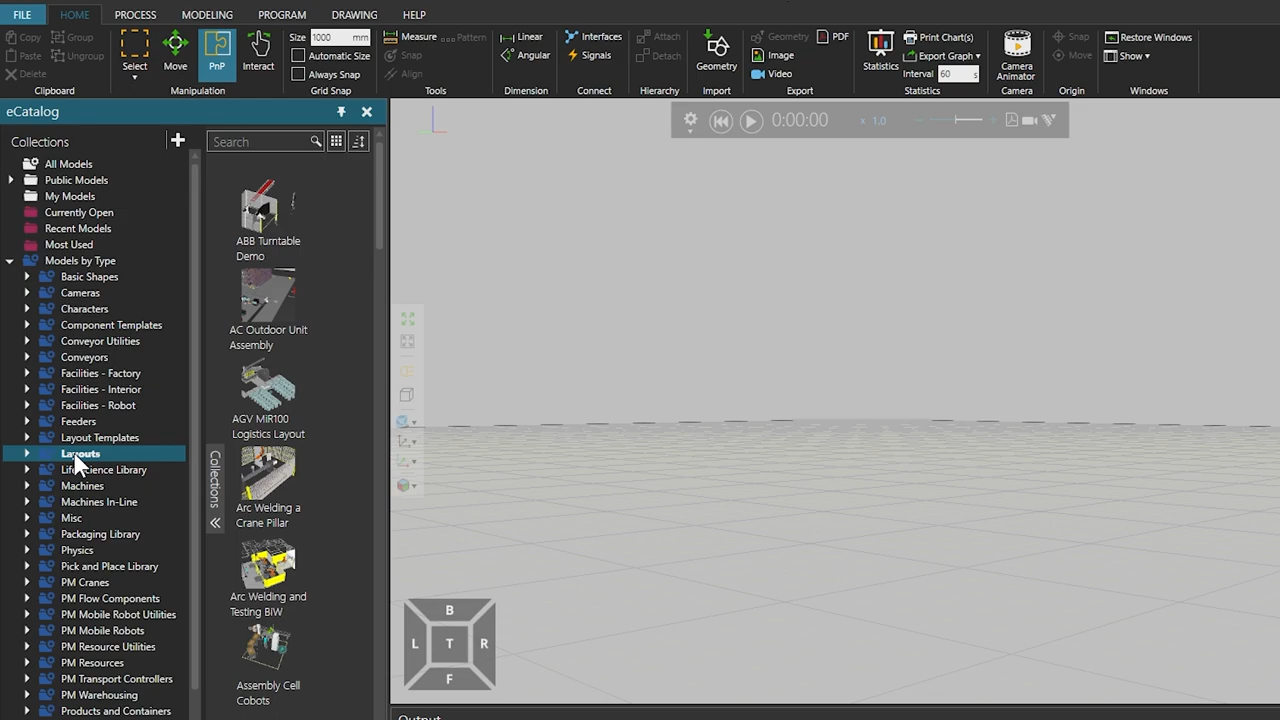 FILE HOME PROCESS MODELING PROGRAM DRAWING HELP
Copy Group
Paste Ungroup
Delete
Clipboard
Select Move PnP Interact
Manipulation
Size 1000 mm
Automatic Size
Always Snap
Grid Snap
Measure Pattern
Snap
Align
Tools
Linear
Angular
Dimension
Interfaces
Signals
Connect
Attach
Detach
Hierarchy
Geometry
Import
Geometry PDF
Image
Video
Export
Statistics
Print Chart(s)
Export Graph
Interval 60 s
Statistics
Camera
Animator
Camera
Snap
Move
Origin
Restore Windows
Show
Windows
eCatalog
Collections
All Models
Public Models
My Models
Currently Open
Recent Models
Most Used
Models by Type
Basic Shapes
Cameras
Characters
Component Templates
Conveyor Utilities
Conveyors
Facilities - Factory
Facilities - Interior
Facilities - Robot
Feeders
Layout Templates
Layouts
Life Science Library
Machines
Machines In-Line
Misc
Packaging Library
Physics
Pick and Place Library
PM Cranes
PM Flow Components
PM Mobile Robot Utilities
PM Mobile Robots
PM Resource Utilities
PM Resources
PM Transport Controllers
PM Warehousing
Products and Containers
Search
ABB Turntable
Demo
AC Outdoor Unit
Assembly
AGV MiR100
Logistics Layout
Arc Welding a
Crane Pillar
Arc Welding and
Testing BiW
Assembly Cell
Cobots
Collections
0:00:00 x 1.0
B
L T R
F
Output